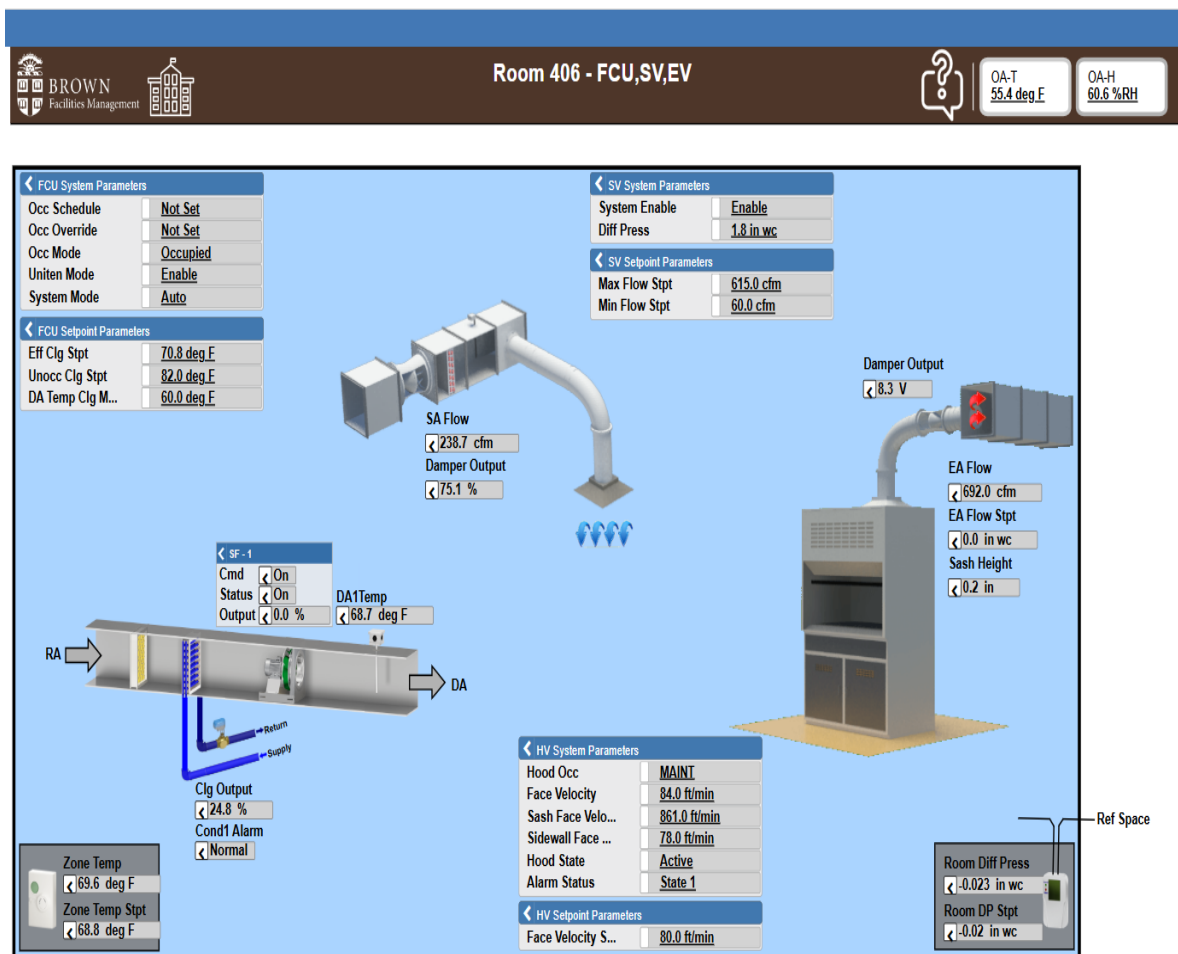 BROWN
Facilities Management
Room 406 - FCU,SV,EV
OA-T
55.4 deg F
OA-H
60.6 %RH
FCU System Parameters
Occ Schedule Not Set
Occ Override Not Set
Occ Mode Occupied
Uniten Mode Enable
System Mode Auto
FCU Setpoint Parameters
Eff Clg Stpt 70.8 deg F
Unocc Clg Stpt 82.0 deg F
DA Temp Clg M... 60.0 deg F
SV System Parameters
System Enable Enable
Diff Press 1.8 in wc
SV Setpoint Parameters
Max Flow Stpt 615.0 cfm
Min Flow Stpt 60.0 cfm
SA Flow
238.7 cfm
Damper Output
75.1 %
Damper Output
8.3 V
EA Flow
692.0 cfm
EA Flow Stpt
0.0 in wc
Sash Height
0.2 in
SF - 1
Cmd On
Status On
Output 0.0 %
DA1Temp
68.7 deg F
RA
DA
Return
Supply
Clg Output
24.8 %
Cond1 Alarm
Normal
Zone Temp
69.6 deg F
Zone Temp Stpt
68.8 deg F
HV System Parameters
Hood Occ MAINT
Face Velocity 84.0 ft/min
Sash Face Velo... 861.0 ft/min
Sidewall Face ... 78.0 ft/min
Hood State Active
Alarm Status State 1
HV Setpoint Parameters
Face Velocity S... 80.0 ft/min
Ref Space
Room Diff Press
-0.023 in wc
Room DP Stpt
-0.02 in wc